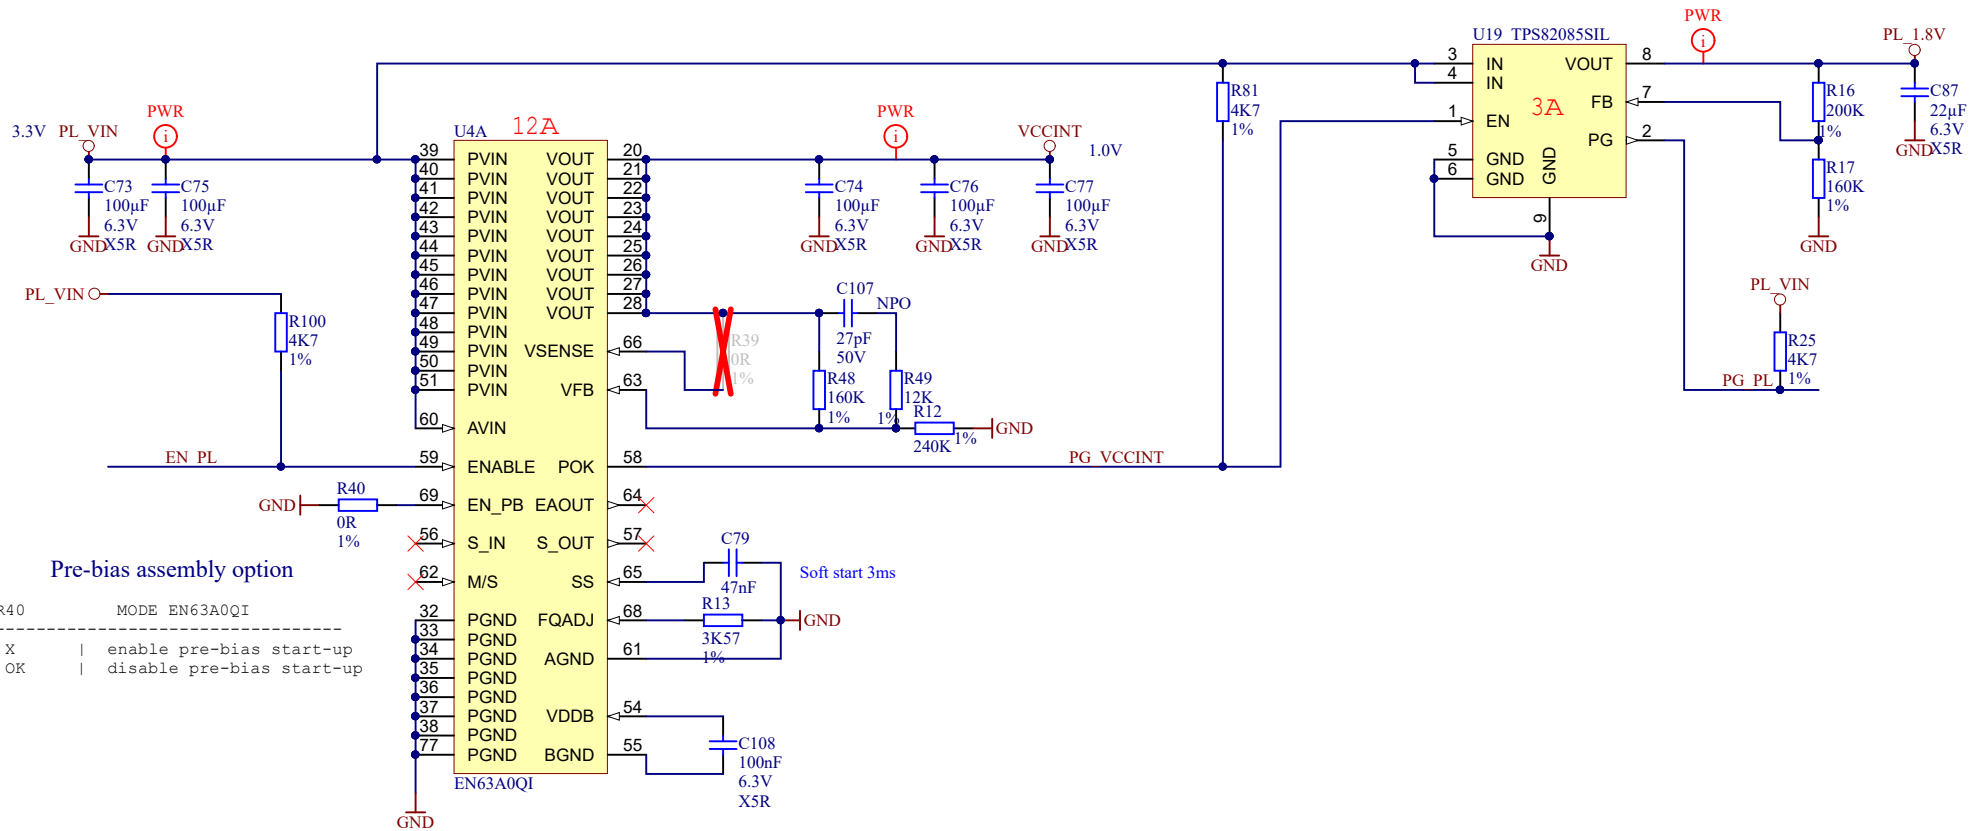 3.3V PL_VIN
PWR
i
C73
100µF
6.3V
X5R
GND
C75
100µF
6.3V
X5R
GND
PL_VIN
R100
4K7
1%
EN_PL
GND
R40
0R
1%
Pre-bias assembly option
R40 MODE EN63A0QI
-----------------------------------
X | enable pre-bias start-up
OK | disable pre-bias start-up
U4A
12A
39 PVIN VOUT 20
40 PVIN VOUT 21
41 PVIN VOUT 22
42 PVIN VOUT 23
43 PVIN VOUT 24
44 PVIN VOUT 25
45 PVIN VOUT 26
46 PVIN VOUT 27
47 PVIN VOUT 28
48 PVIN
49 PVIN VSENSE 66
50 PVIN
51 PVIN VFB 63
60 AVIN
59 ENABLE POK 58
69 EN_PB EAOUT 64
56 S_IN S_OUT 57
62 M/S SS 65
32 PGND FQADJ 68
33 PGND
34 PGND AGND 61
35 PGND
36 PGND
37 PGND VDDB 54
38 PGND
77 PGND BGND 55
EN63A0QI
GND
PWR
i
VCCINT
1.0V
C74
100µF
6.3V
X5R
GND
C76
100µF
6.3V
X5R
GND
C77
100µF
6.3V
X5R
GND
R39
0R
1%
C107
NPO
27pF
50V
R48
160K
1%
R49
12K
1%
R12
240K
1%
GND
PG_VCCINT
C79
47nF
Soft start 3ms
R13
3K57
1%
GND
C108
100nF
6.3V
X5R
R81
4K7
1%
U19 TPS82085SIL
3A
3 IN VOUT 8
4 IN
FB 7
1 EN
PG 2
5 GND
6 GND
GND
9
GND
PWR
i
PL_1.8V
R16
200K
1%
R17
160K
1%
GND
C87
22µF
6.3V
X5R
GND
PL_VIN
R25
4K7
1%
PG_PL